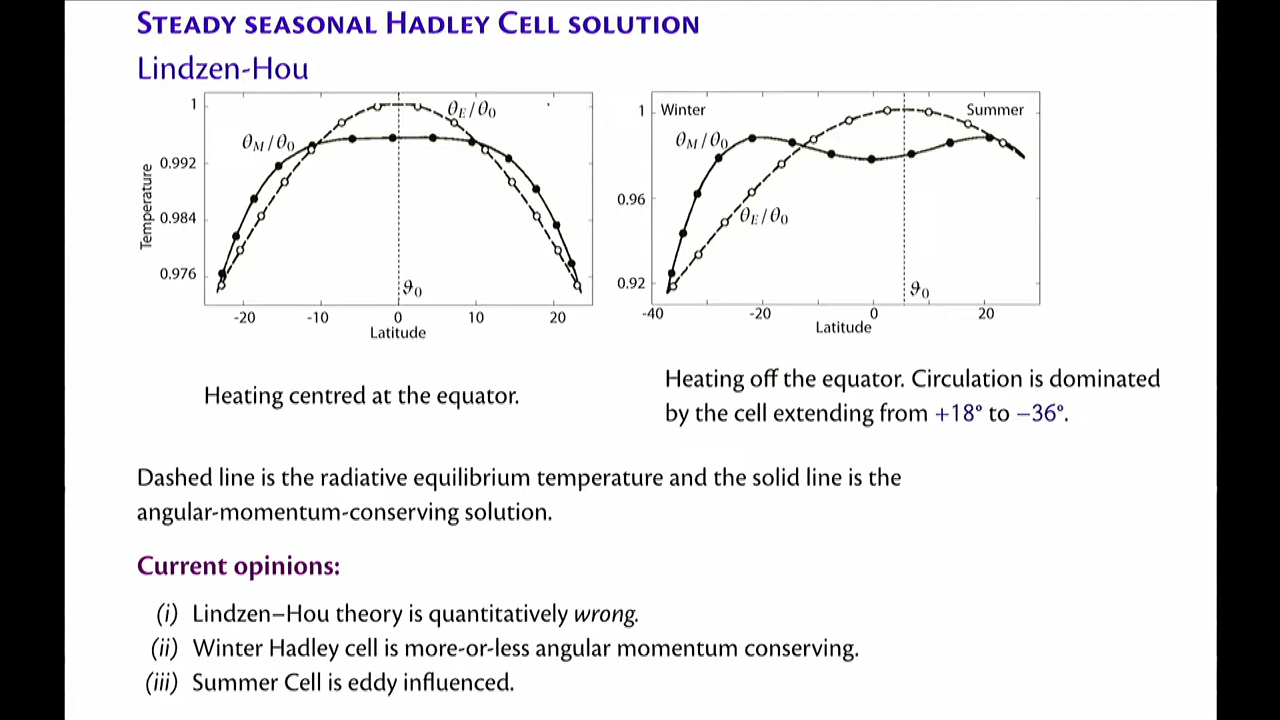 STEADY SEASONAL HADLEY CELL SOLUTION
Lindzen-Hou
1
0.992
0.984
0.976
Temperature
θM/θ0
θE/θ0
ϑ0
-20 -10 0 10 20
Latitude
1
0.96
0.92
Winter
Summer
θM/θ0
θE/θ0
ϑ0
-40 -20 0 20
Latitude
Heating centred at the equator.
Heating off the equator. Circulation is dominated
by the cell extending from +18° to −36°.
Dashed line is the radiative equilibrium temperature and the solid line is the
angular-momentum-conserving solution.
Current opinions:
(i) Lindzen–Hou theory is quantitatively wrong.
(ii) Winter Hadley cell is more-or-less angular momentum conserving.
(iii) Summer Cell is eddy influenced.